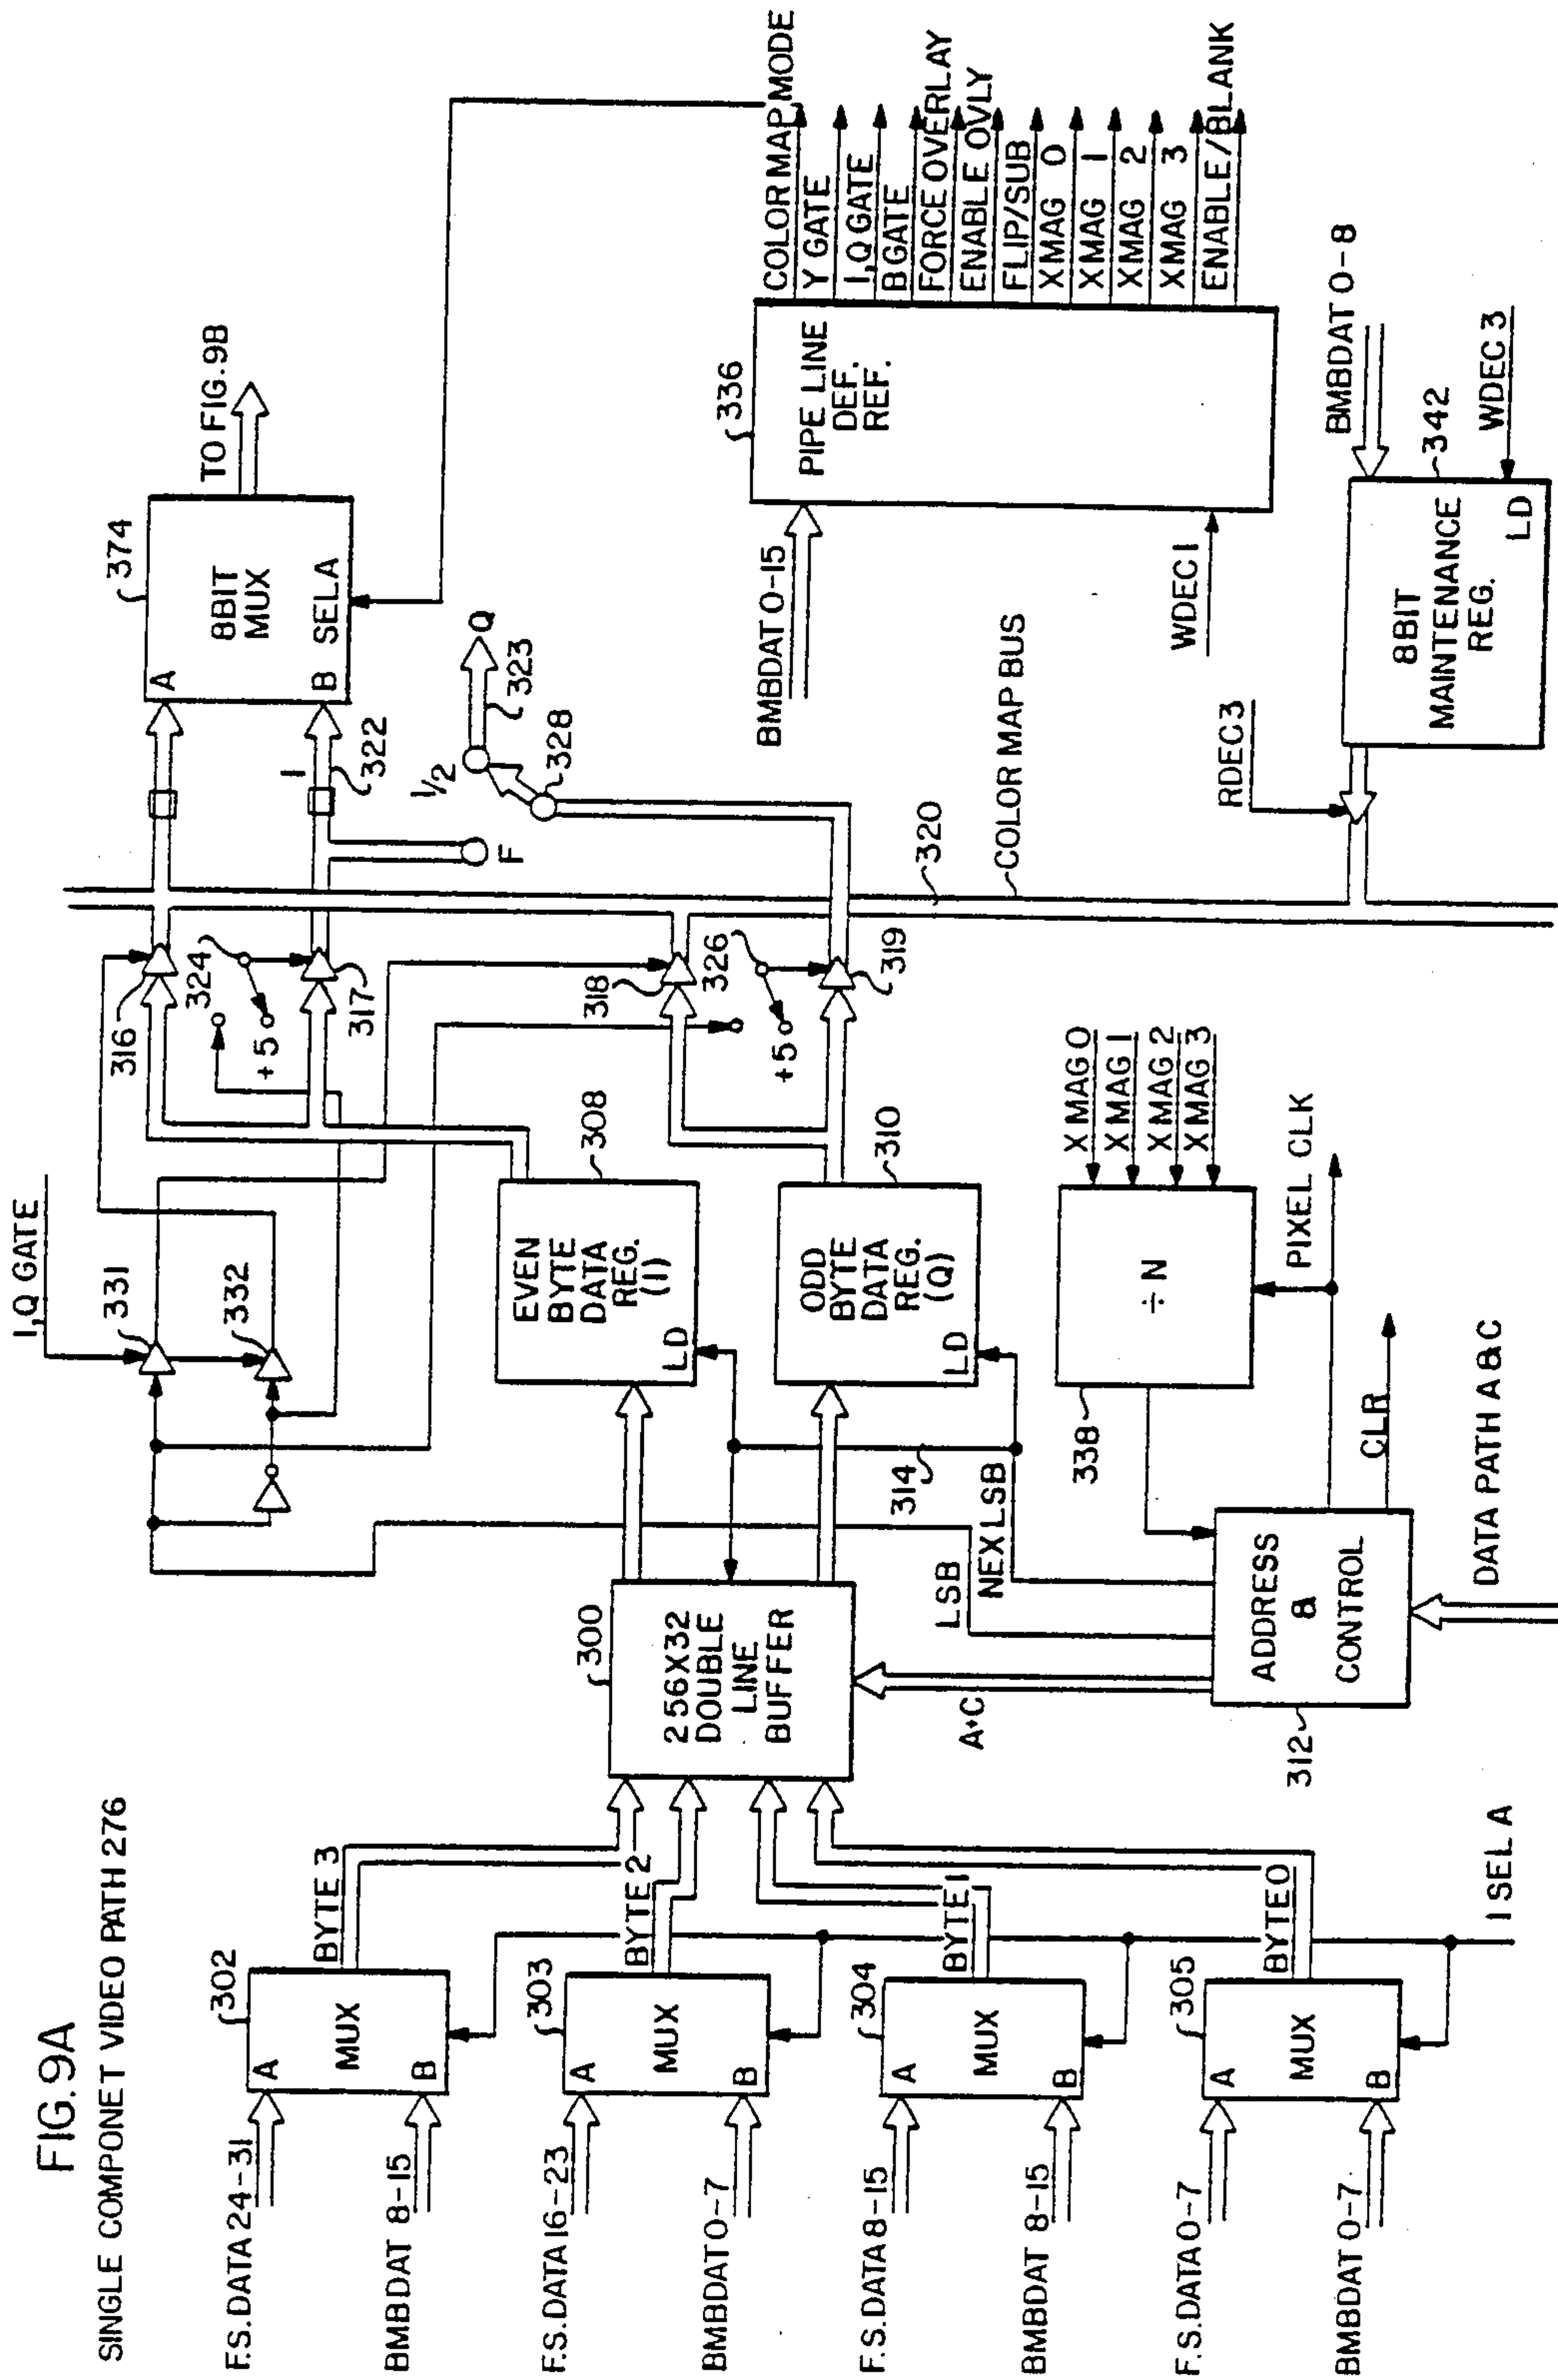 FIG. 9A
SINGLE COMPONET VIDEO PATH 276
F.S. DATA 24-31
BMBDAT 8-15
F.S. DATA 16-23
BMBDAT 0-7
F.S. DATA 8-15
BMBDAT 8-15
F.S. DATA 0-7
BMBDAT 0-7
302
A
MUX
B
303
A
MUX
B
304
A
MUX
B
305
A
MUX
B
BYTE 3
BYTE 2
BYTE 1
BYTE 0
I SEL A
300
256X32
DOUBLE
LINE
BUFFER
A+C
LSB
NEX LSB
314
312
ADDRESS
&
CONTROL
DATA PATH A&C
CLR
PIXEL CLK
338
÷N
XMAG 0
XMAG 1
XMAG 2
XMAG 3
I,Q GATE
331
332
EVEN
BYTE
DATA
REG.
(I)
LD
308
ODD
BYTE
DATA
REG.
(Q)
LD
310
316
324
+5
317
318
326
+5
319
320
COLOR MAP BUS
F
I
322
1/2
328
323
Q
374
A
8BIT
MUX
B
SELA
TO FIG. 9B
BMBDAT 0-15
WDEC 1
336
PIPE LINE
DEF.
REF.
COLOR MAP MODE
Y GATE
I,Q GATE
B GATE
FORCE OVERLAY
ENABLE OVLY
FLIP/SUB
XMAG 0
XMAG 1
XMAG 2
XMAG 3
ENABLE/BLANK
RDEC 3
8BIT
MAINTENANCE
REG.
LD
342
BMBDAT 0-8
WDEC 3